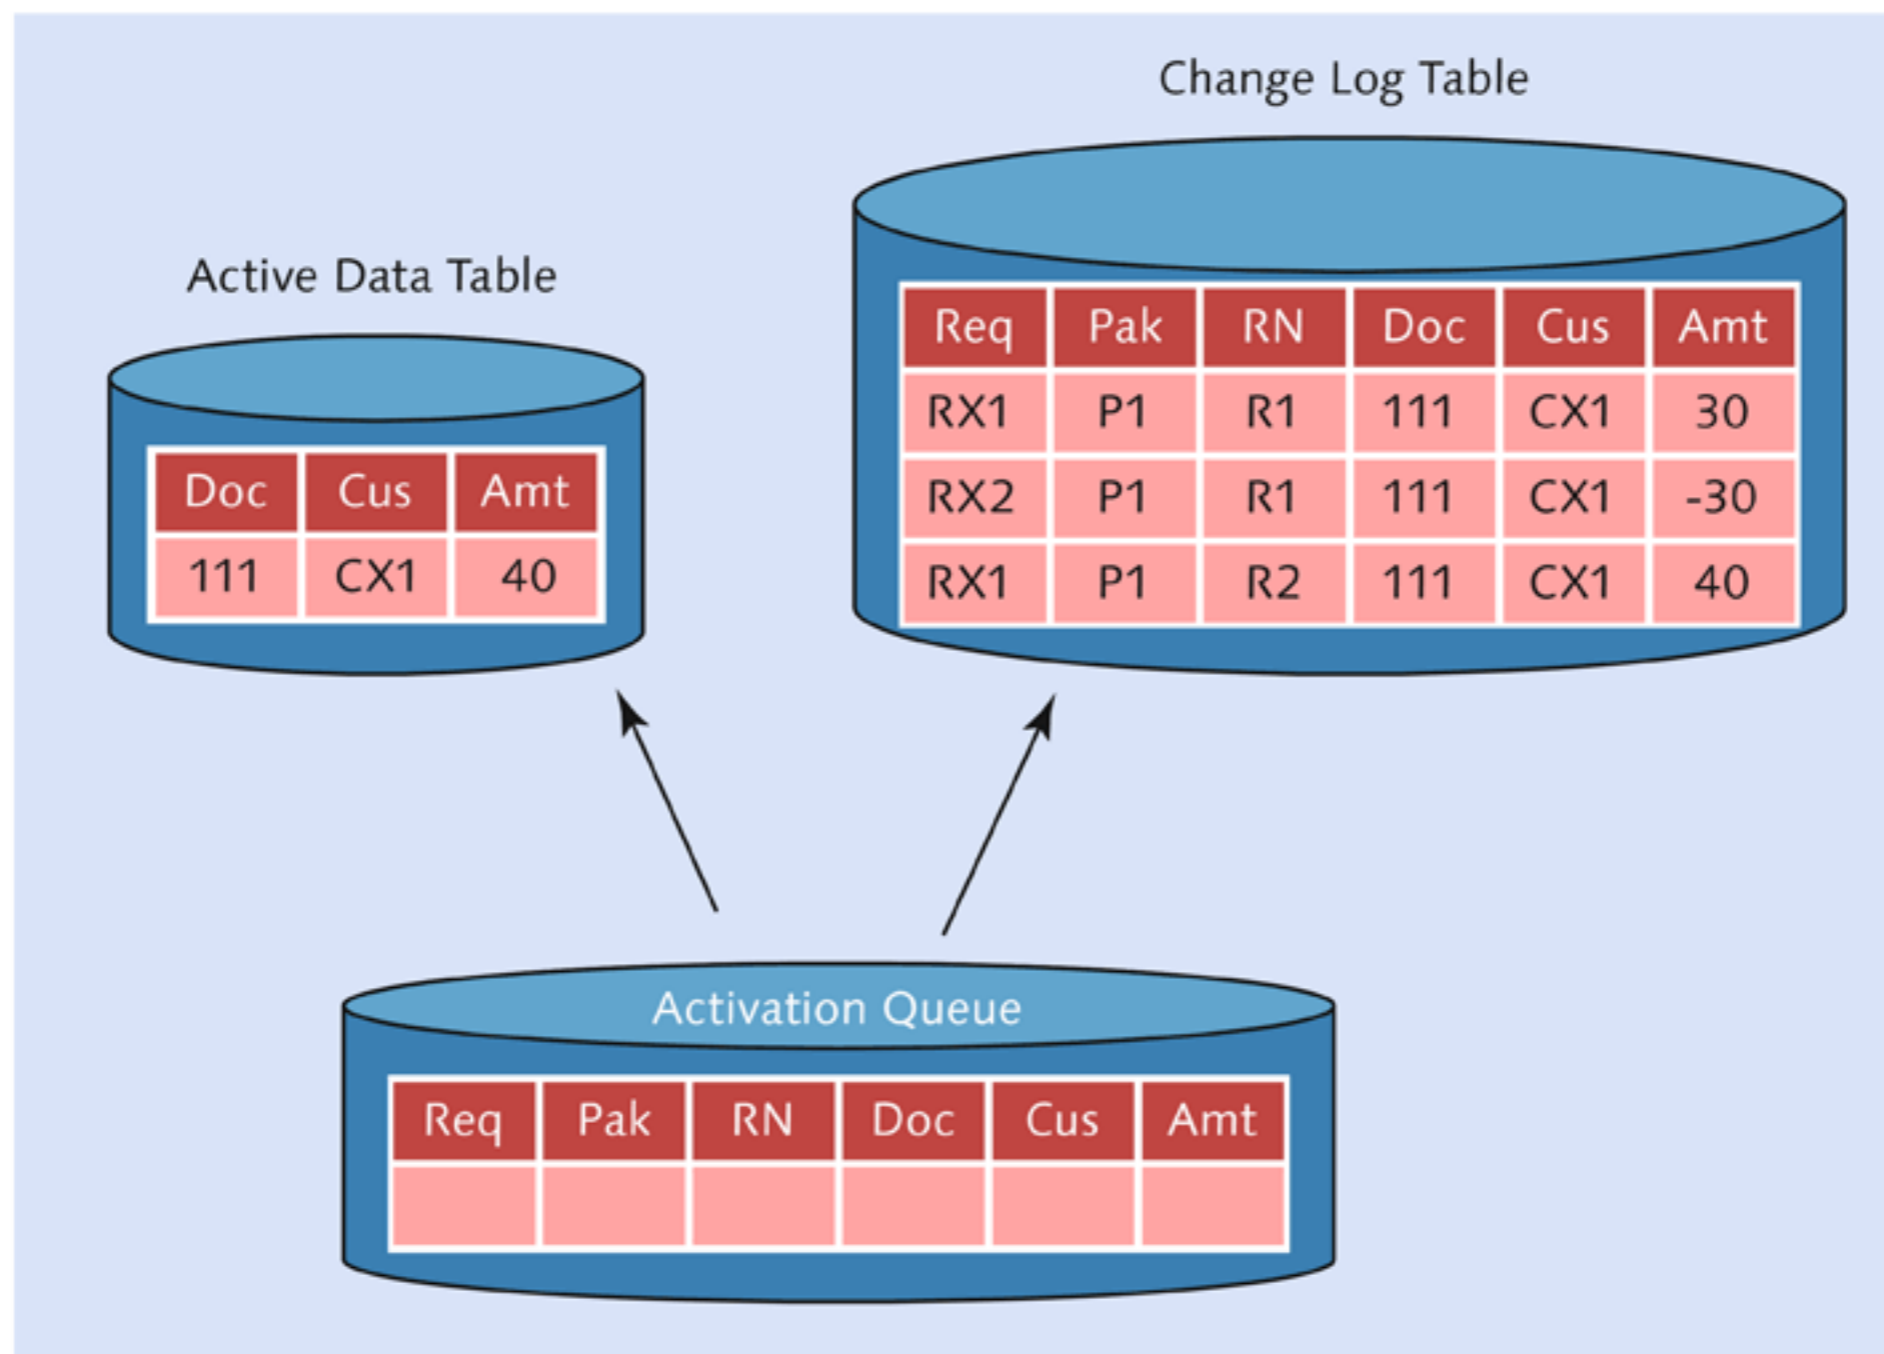 Change Log Table
Req Pak RN Doc Cus Amt
RX1 P1 R1 111 CX1 30
RX2 P1 R1 111 CX1 -30
RX1 P1 R2 111 CX1 40
Active Data Table
Doc Cus Amt
111 CX1 40
Activation Queue
Req Pak RN Doc Cus Amt